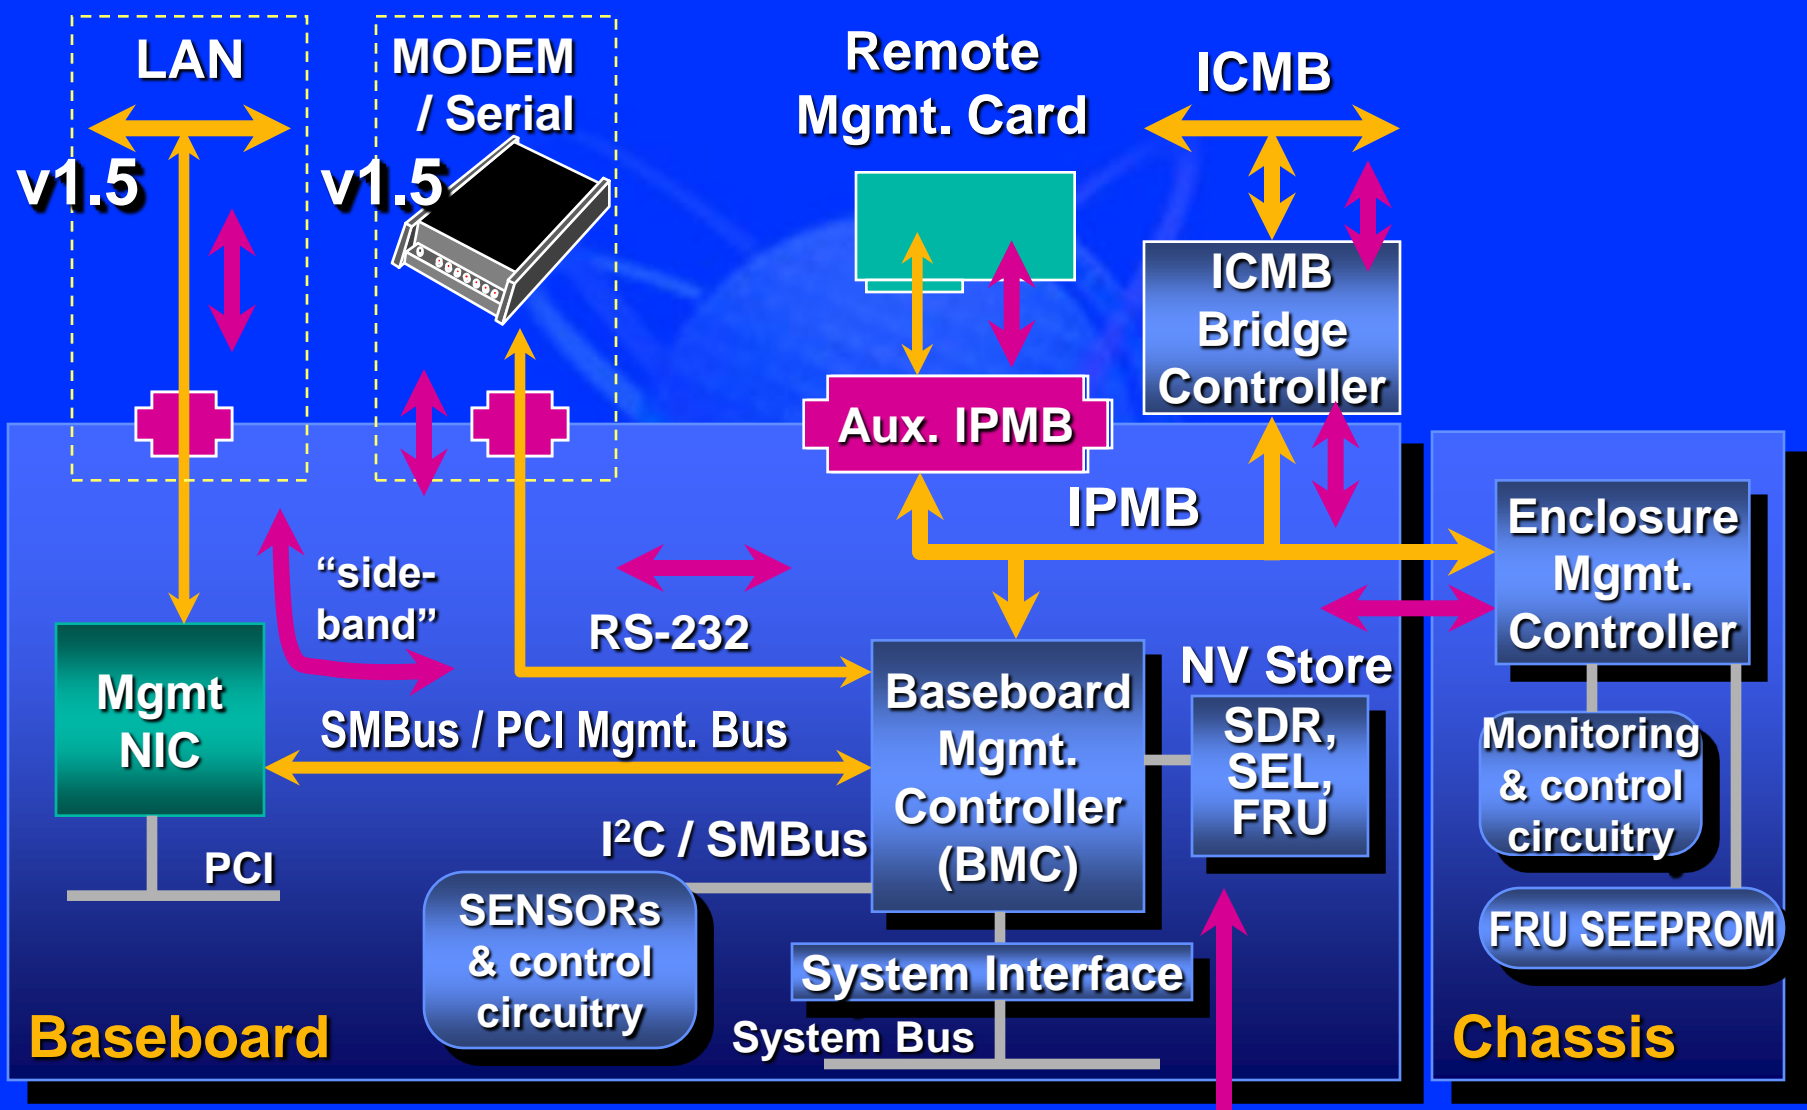 LAN
v1.5
MODEM
/ Serial
v1.5
Remote
Mgmt. Card
ICMB
ICMB
Bridge
Controller
Aux. IPMB
IPMB
Enclosure
Mgmt.
Controller
“side-
band”
RS-232
Mgmt
NIC
SMBus / PCI Mgmt. Bus
Baseboard
Mgmt.
Controller
(BMC)
NV Store
SDR,
SEL,
FRU
Monitoring
& control
circuitry
I²C / SMBus
PCI
SENSORs
& control
circuitry
System Interface
System Bus
FRU SEEPROM
Baseboard
Chassis